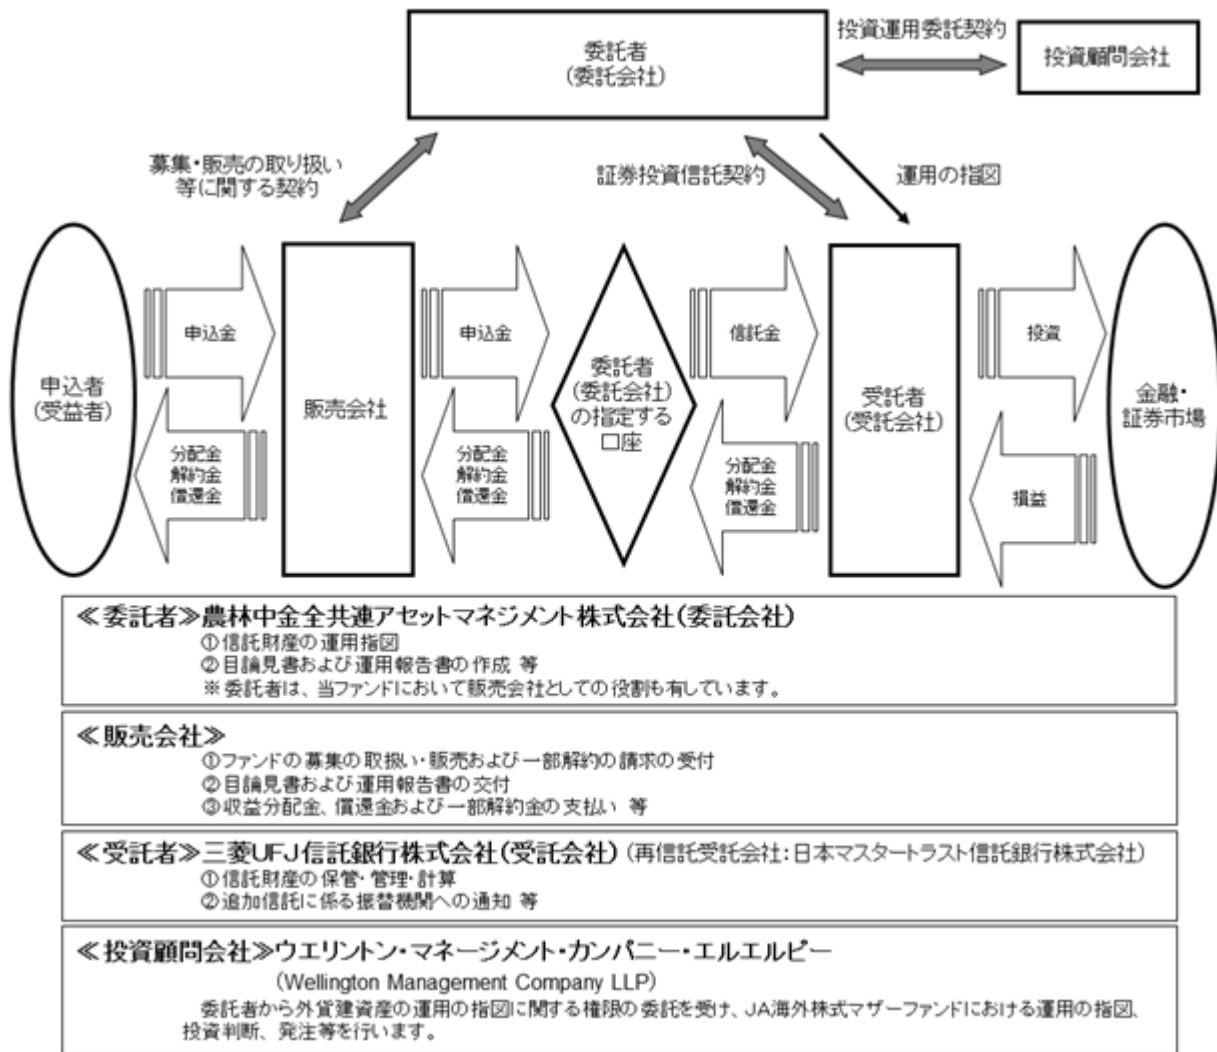 委託者
(委託会社)
投資運用委託契約
投資顧問会社
募集・販売の取り扱い
等に関する契約
証券投資信託契約
運用の指図
申込者
(受益者)
申込金
分配金
解約金
償還金
販売会社
申込金
分配金
解約金
償還金
委託者
(委託会社)
の指定する
口座
信託金
分配金
解約金
償還金
受託者
(受託会社)
投資
損益
金融・
証券市場
≪委託者≫農林中金全共連アセットマネジメント株式会社(委託会社)
①信託財産の運用指図
②目論見書および運用報告書の作成 等
※委託者は、当ファンドにおいて販売会社としての役割も有しています。
≪販売会社≫
①ファンドの募集の取扱い・販売および一部解約の請求の受付
②目論見書および運用報告書の交付
③収益分配金、償還金および一部解約金の支払い 等
≪受託者≫三菱UFJ信託銀行株式会社(受託会社) (再信託受託会社:日本マスタートラスト信託銀行株式会社)
①信託財産の保管・管理・計算
②追加信託に係る振替機関への通知 等
≪投資顧問会社≫ウエリントン・マネージメント・カンパニー・エルエルピー
(Wellington Management Company LLP)
委託者から外貨建資産の運用の指図に関する権限の委託を受け、JA海外株式マザーファンドにおける運用の指図、
投資判断、発注等を行います。